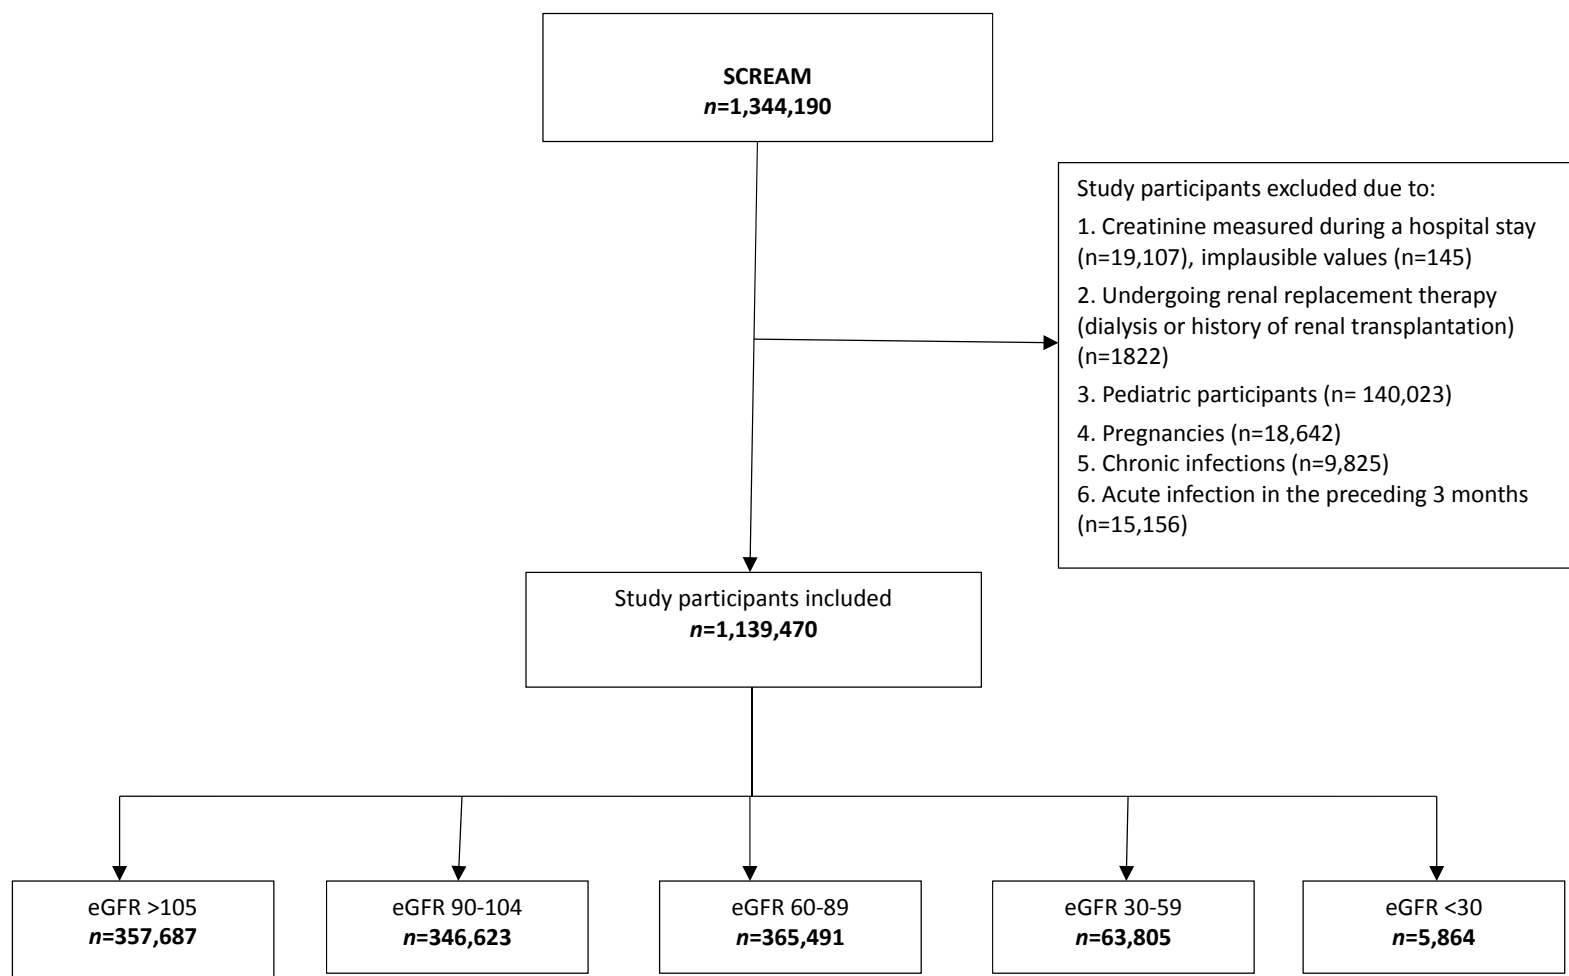 SCREAM
n=1,344,190
Study participants excluded due to:
1. Creatinine measured during a hospital stay
(n=19,107), implausible values (n=145)
2. Undergoing renal replacement therapy
(dialysis or history of renal transplantation)
(n=1822)
3. Pediatric participants (n= 140,023)
4. Pregnancies (n=18,642)
5. Chronic infections (n=9,825)
6. Acute infection in the preceding 3 months
(n=15,156)
Study participants included
n=1,139,470
eGFR >105
n=357,687
eGFR 90-104
n=346,623
eGFR 60-89
n=365,491
eGFR 30-59
n=63,805
eGFR <30
n=5,864